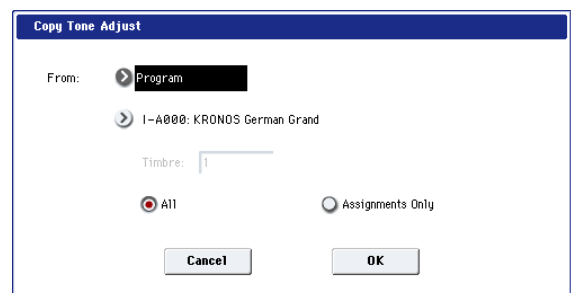 Copy Tone Adjust
From: Program
I-A000: KRONOS German Grand
Timbre: 1
All Assignments Only
Cancel OK